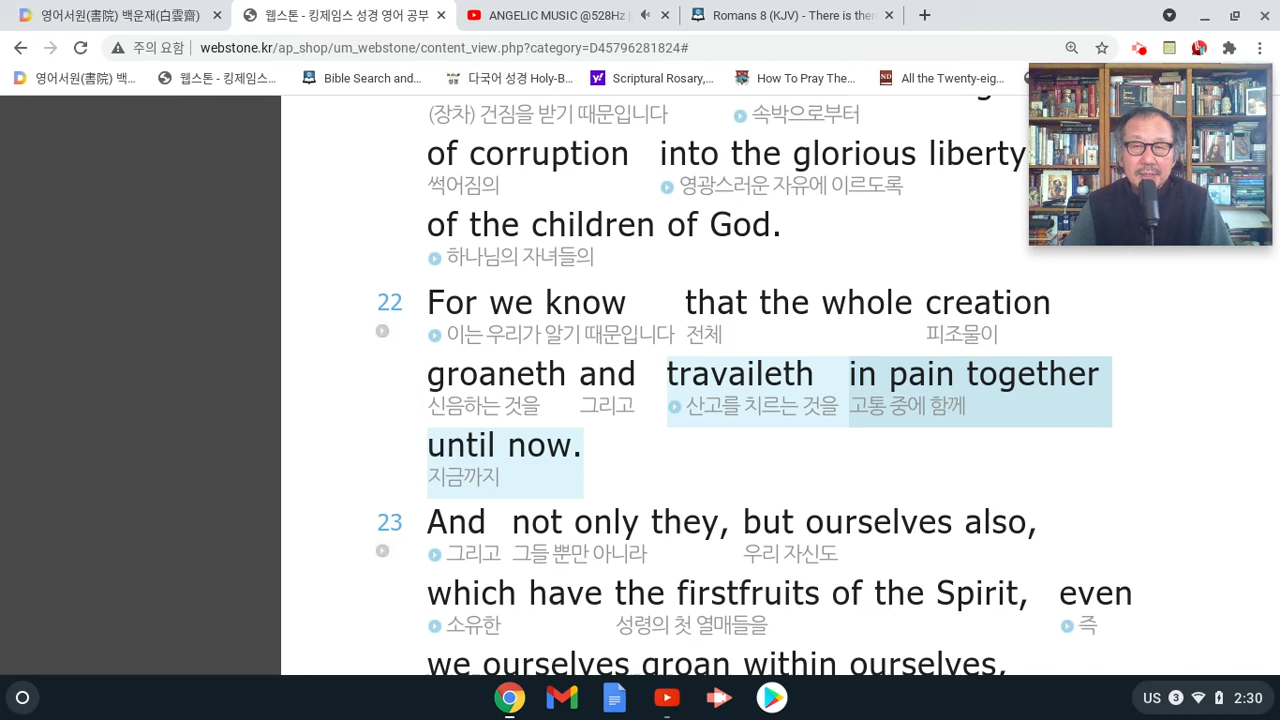 영어서원(書院) 백운재(白雲齋)
웹스톤 - 킹제임스 성경 영어 공부
ANGELIC MUSIC @528Hz
Romans 8 (KJV) - There is ther
주의 요함
webstone.kr/ap_shop/um_webstone/content_view.php?category=D45796281824#
영어서원(書院) 백...
웹스톤 - 킹제임스...
Bible Search and...
다국어 성경 Holy-B...
Scriptural Rosary,...
How To Pray The...
All the Twenty-eig...
(장차) 건짐을 받기 때문입니다 속박으로부터
of corruption into the glorious liberty
썩어짐의 영광스러운 자유에 이르도록
of the children of God.
하나님의 자녀들의
22 For we know that the whole creation
이는 우리가 알기 때문입니다 전체 피조물이
groaneth and travaileth in pain together
신음하는 것을 그리고 산고를 치르는 것을 고통 중에 함께
until now.
지금까지
23 And not only they, but ourselves also,
그리고 그들 뿐만 아니라 우리 자신도
which have the firstfruits of the Spirit, even
소유한 성령의 첫 열매들을 즉
we ourselves groan within ourselves,
US 3 2:30